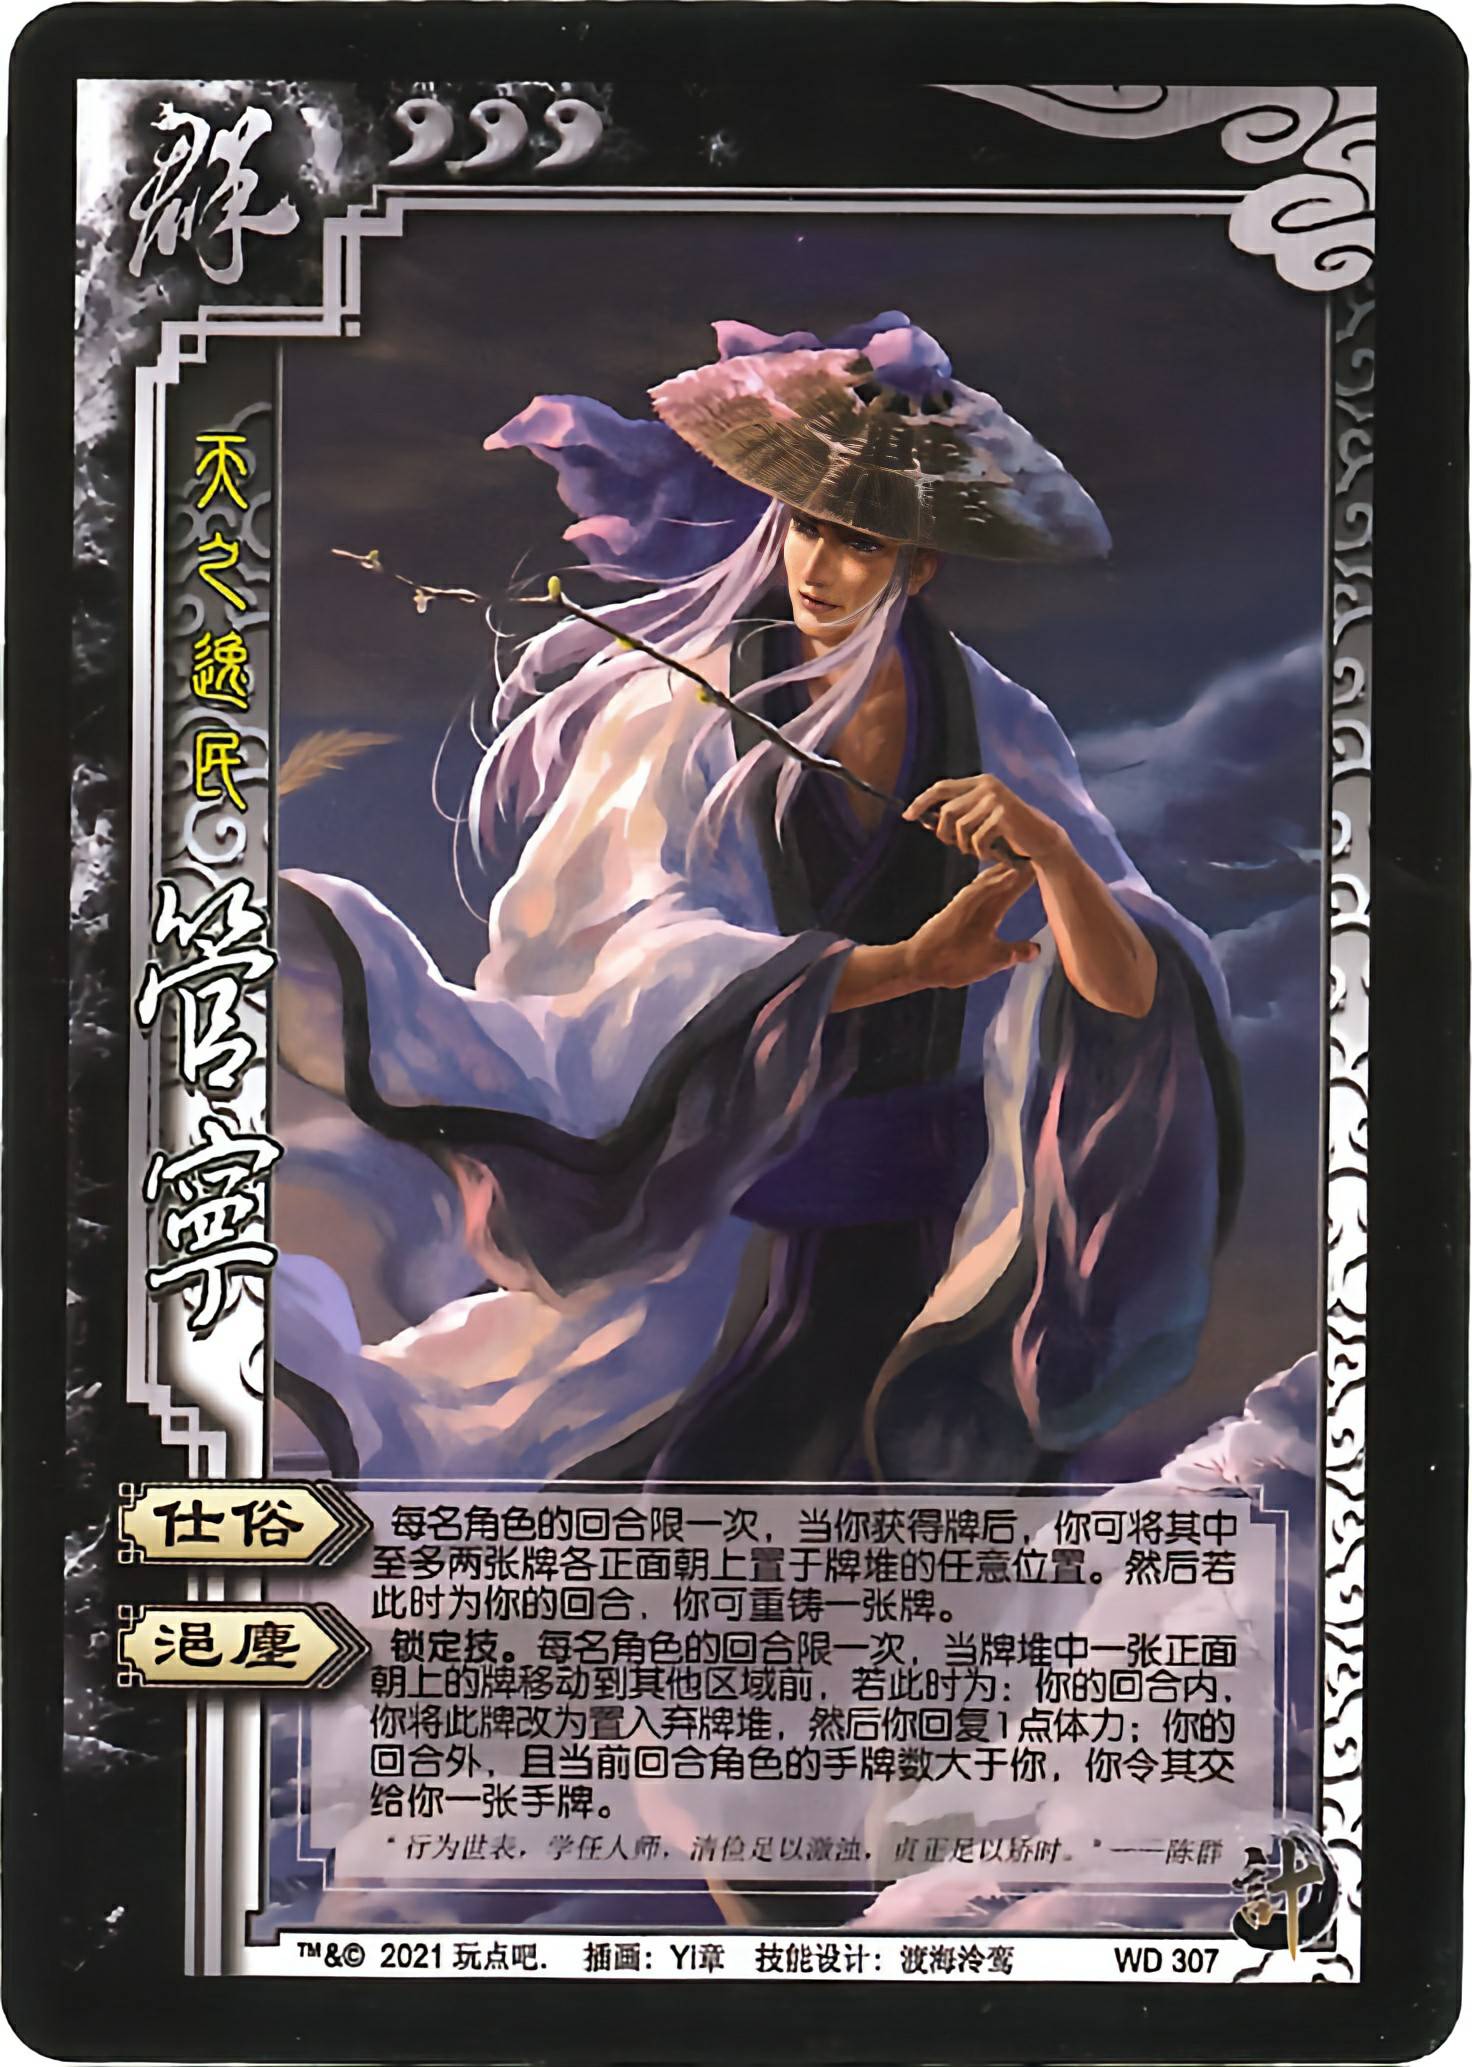 群
天之逸民
管宁
仕俗
每名角色的回合限一次，当你获得牌后，你可将其中
至多两张牌各正面朝上置于牌堆的任意位置。然后若
此时为你的回合，你可重铸一张牌。
浥塵
锁定技。每名角色的回合限一次，当牌堆中一张正面
朝上的牌移动到其他区域前，若此时为：你的回合内，
你将此牌改为置入弃牌堆，然后你回复1点体力；你的
回合外，且当前回合角色的手牌数大于你，你令其交
给你一张手牌。
“行为世表，学任人师，清俭足以激浊，贞正足以矫时。”——陈群
計
™&© 2021 玩点吧. 插画：YI章 技能设计：渡海泠鸾 WD 307